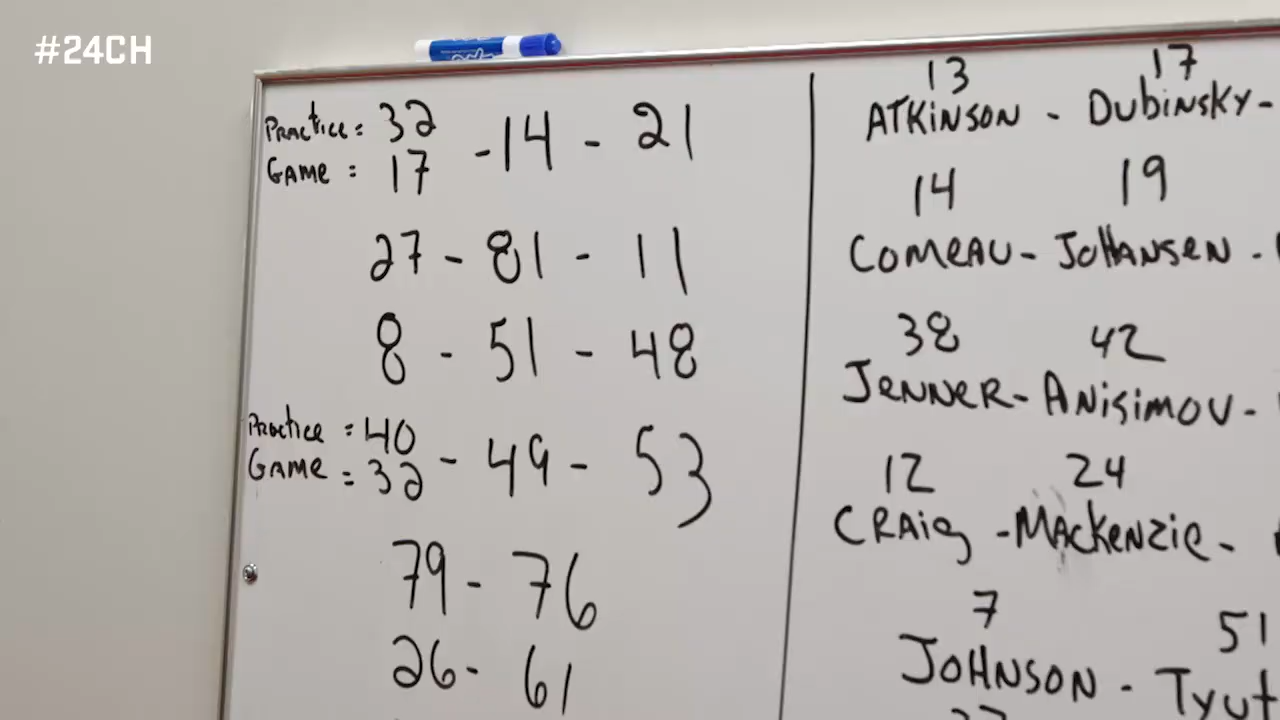 #24CH
Practice = 32
Game = 17
- 14 - 21
27 - 81 - 11
8 - 51 - 48
Practice = 40
Game = 32
- 49 - 53
79 - 76
26 - 61
13 17
ATKINSON - DUBINSKY -
14 19
COMEAU - JOHANSEN -
38 42
JENNER - ANISIMOV -
12 24
CRAIG - MACKENZIE -
7 51
JOHNSON - Tyut